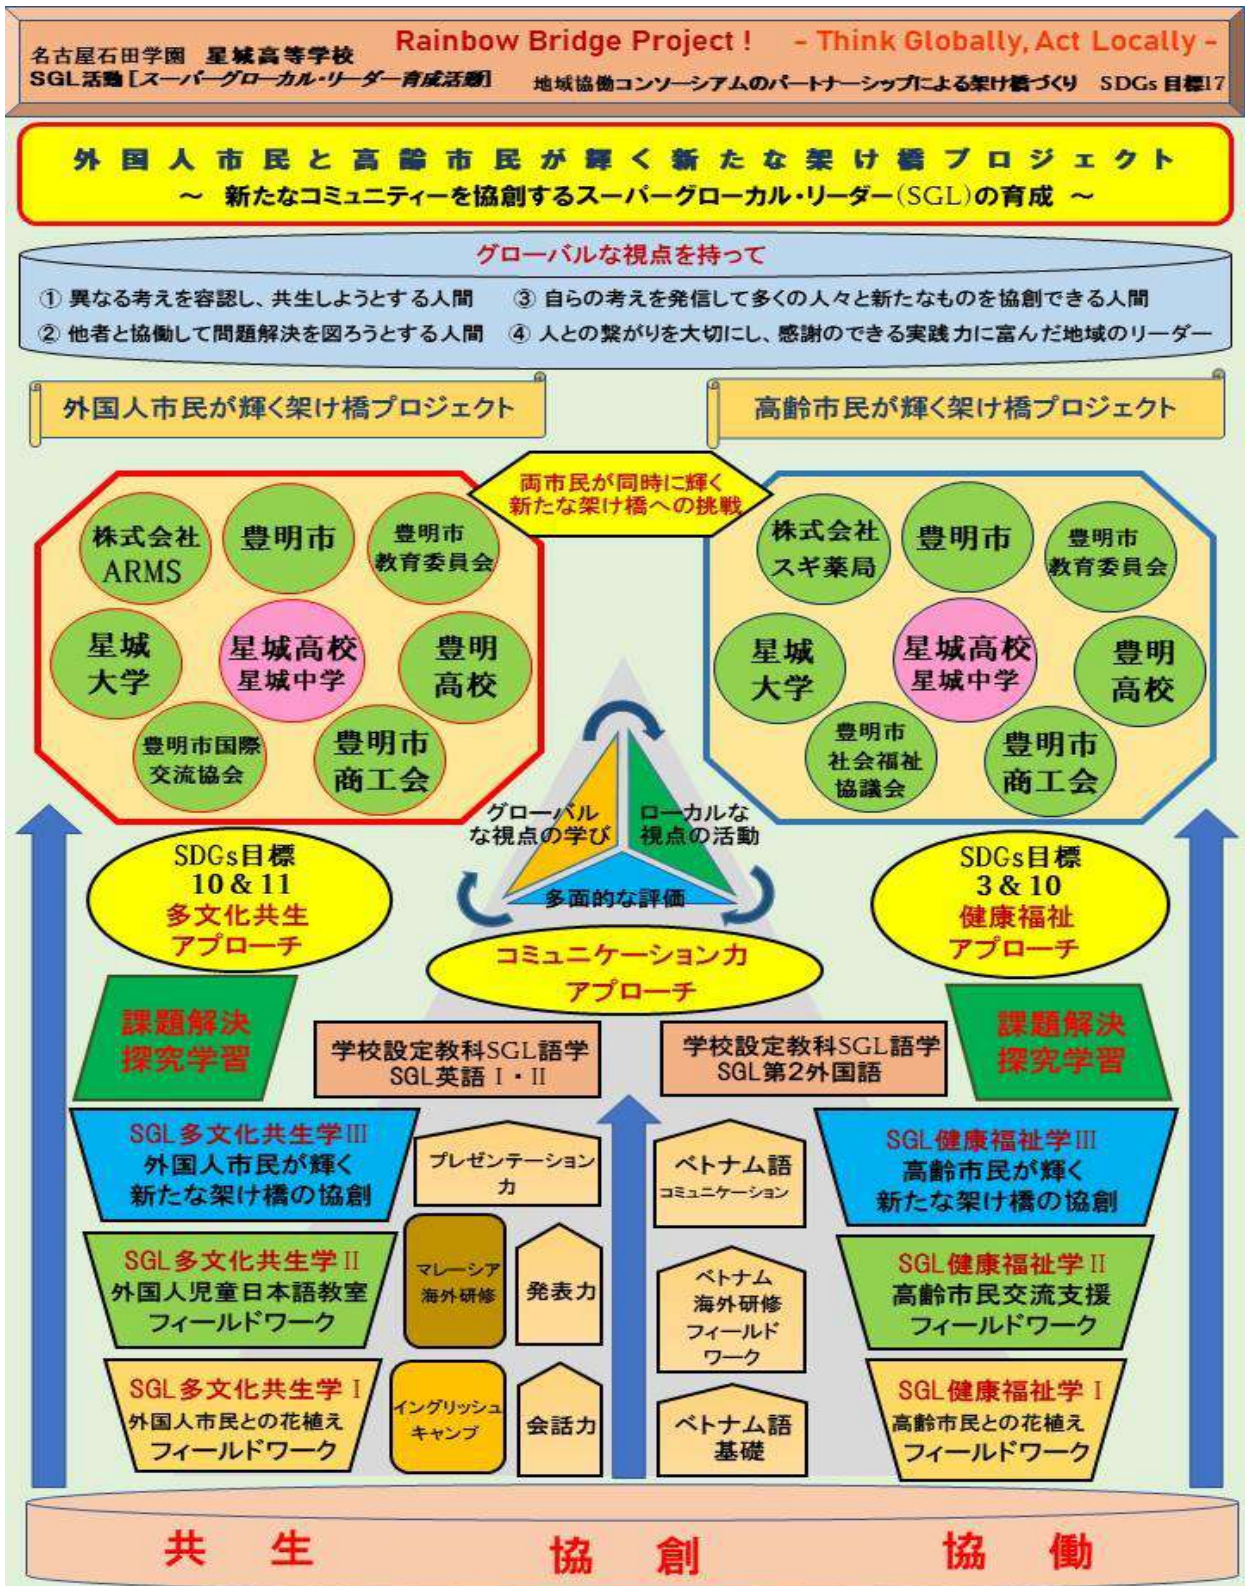 Rainbow Bridge Project ! - Think Globally, Act Locally -
名古屋石田学園 星城高等学校
SGL活動[スーパーグローカル・リーダー育成活動]
地域協働コンソーシアムのパートナーシップによる架け橋づくり SDGs 目標17
外国人市民と高齢市民が輝く新たな架け橋プロジェクト
～ 新たなコミュニティーを協創するスーパーグローカル・リーダー(SGL)の育成 ～
グローバルな視点を持って
① 異なる考えを容認し、共生しようとする人間 ③ 自らの考えを発信して多くの人々と新たなものを協創できる人間
② 他者と協働して問題解決を図ろうとする人間 ④ 人との繋がりを大切にし、感謝のできる実践力に富んだ地域のリーダー
外国人市民が輝く架け橋プロジェクト
高齢市民が輝く架け橋プロジェクト
両市民が同時に輝く
新たな架け橋への挑戦
株式会社
ARMS
豊明市
豊明市
教育委員会
星城
大学
星城高校
星城中学
豊明
高校
豊明市国際
交流協会
豊明市
商工会
株式会社
スギ薬局
豊明市
豊明市
教育委員会
星城
大学
星城高校
星城中学
豊明
高校
豊明市
社会福祉
協議会
豊明市
商工会
グローバル
な視点の学び
ローカルな
視点の活動
多面的な評価
SDGs目標
10 & 11
多文化共生
アプローチ
コミュニケーション力
アプローチ
SDGs目標
3 & 10
健康福祉
アプローチ
課題解決
探究学習
学校設定教科SGL語学
SGL英語Ⅰ・Ⅱ
学校設定教科SGL語学
SGL第2外国語
課題解決
探究学習
SGL多文化共生学Ⅲ
外国人市民が輝く
新たな架け橋の協創
プレゼンテーション
力
ベトナム語
コミュニケーション
SGL健康福祉学Ⅲ
高齢市民が輝く
新たな架け橋の協創
SGL多文化共生学Ⅱ
外国人児童日本語教室
フィールドワーク
マレーシア
海外研修
発表力
ベトナム
海外研修
フィールド
ワーク
SGL健康福祉学Ⅱ
高齢市民交流支援
フィールドワーク
SGL多文化共生学Ⅰ
外国人市民との花植え
フィールドワーク
イングリッシュ
キャンプ
会話力
ベトナム語
基礎
SGL健康福祉学Ⅰ
高齢市民との花植え
フィールドワーク
共生 協創 協働